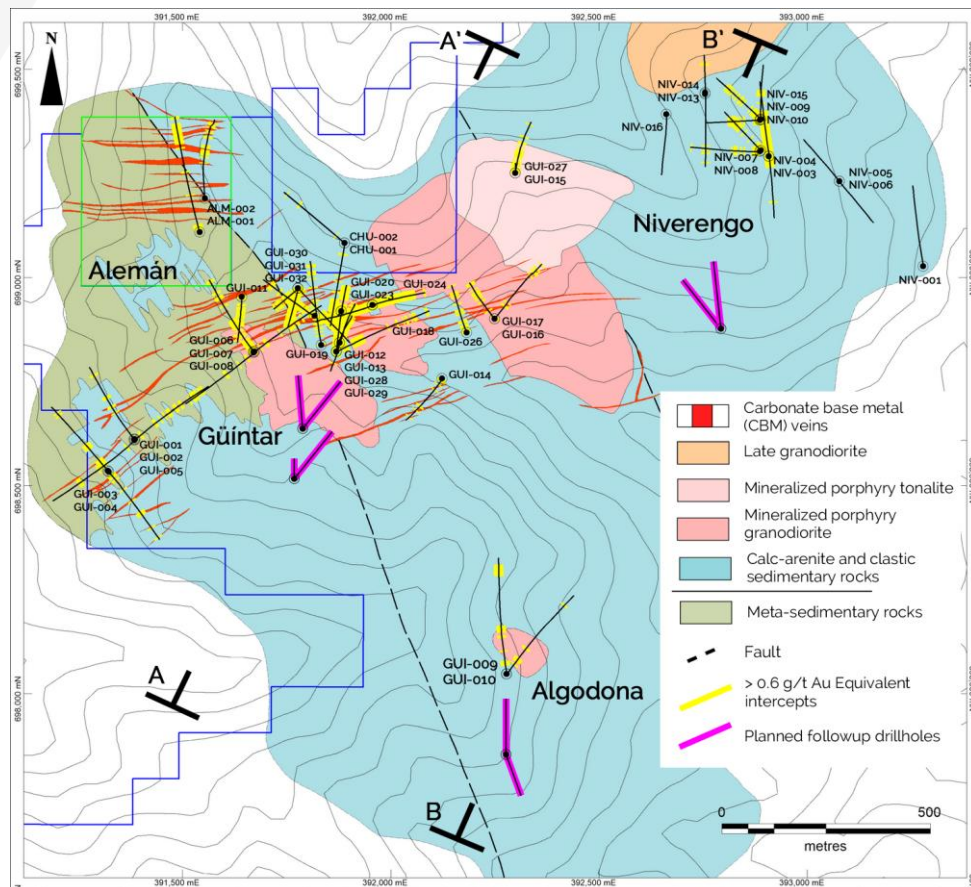 391,500 mE
392,000 mE
392,500 mE
393,000 mE
N
A'
B'
699,500 mN
NIV-014
NIV-013
NIV-015
NIV-009
NIV-010
NIV-016
NIV-007
NIV-008
NIV-004
NIV-003
NIV-005
NIV-006
GUI-027
GUI-015
ALM-002
ALM-001
Niverengo
CHU-002
CHU-001
Alemán
GUI-030
GUI-031
GUI-032
GUI-020
GUI-023
GUI-024
NIV-001
699,000 mN
GUI-011
GUI-018
GUI-017
GUI-016
GUI-006
GUI-007
GUI-008
GUI-019
GUI-026
GUI-012
GUI-013
GUI-028
GUI-029
GUI-014
Güíntar
GUI-001
GUI-002
GUI-005
GUI-003
GUI-004
698,500 mN
Carbonate base metal
(CBM) veins
Late granodiorite
Mineralized porphyry tonalite
Mineralized porphyry
granodiorite
Calc-arenite and clastic
sedimentary rocks
Meta-sedimentary rocks
Fault
> 0.6 g/t Au Equivalent
intercepts
Planned followup drillholes
GUI-009
GUI-010
Algodona
A
698,000 mN
B
0
500
metres
391,500 mE
392,000 mE
392,500 mE
393,000 mE